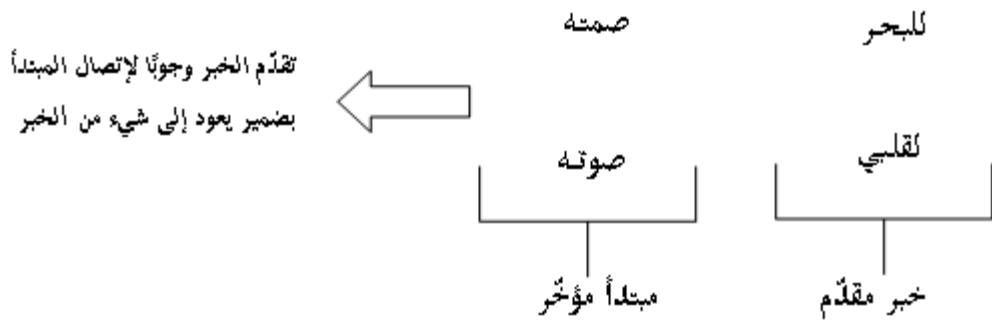 للبحر صمته
تقدّم الخبر وجوبًا لإتصال المبتدأ
بضمير يعود إلى شيء من الخبر
لقلبي صوته
خبر مقدّم مبتدأ مؤخّر